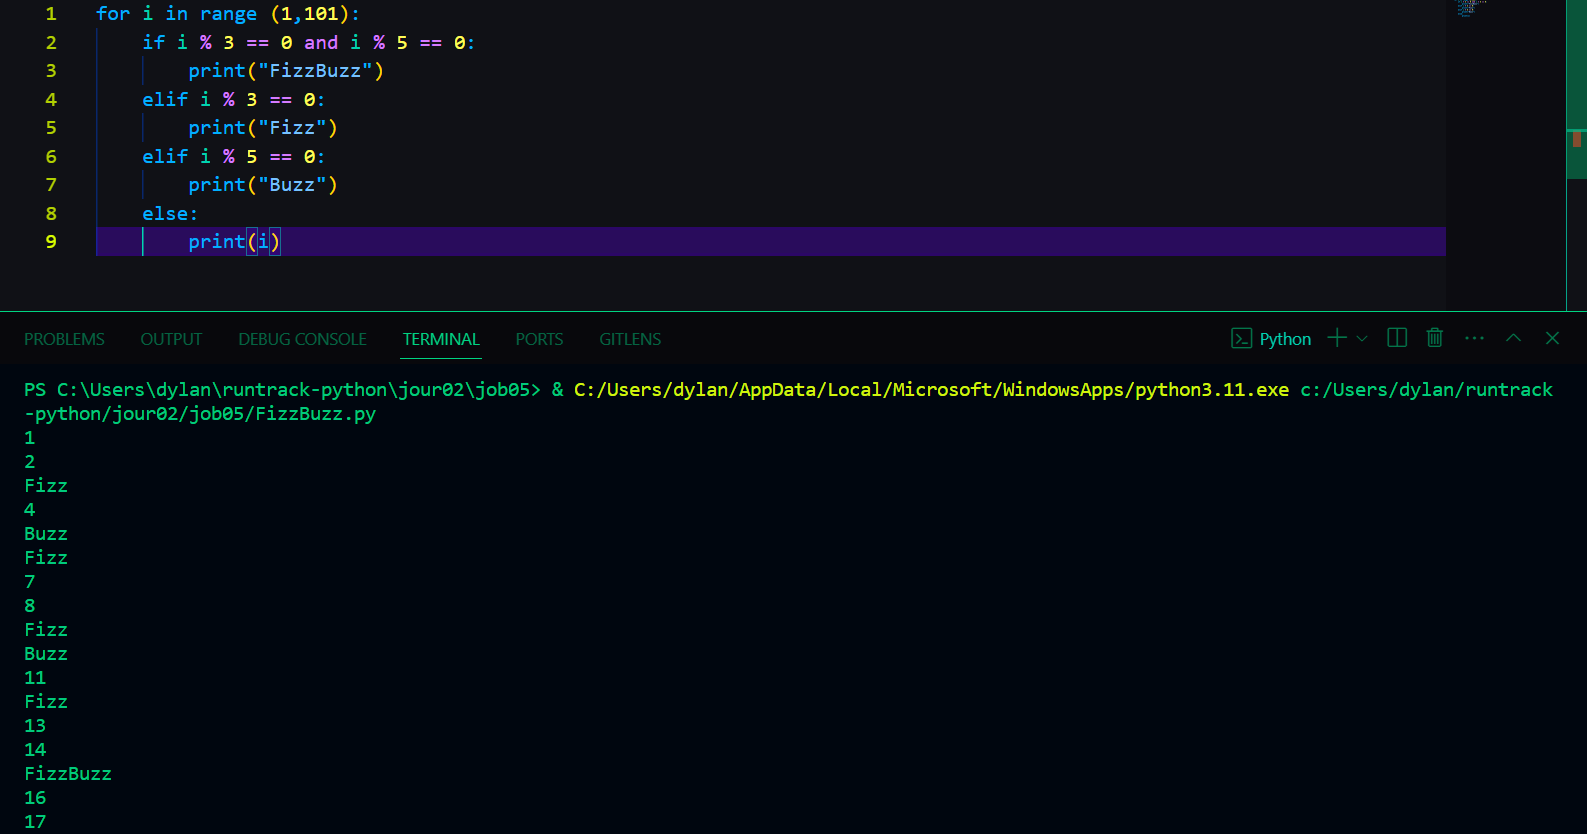 1 for i in range (1,101):
2     if i % 3 == 0 and i % 5 == 0:
3         print("FizzBuzz")
4     elif i % 3 == 0:
5         print("Fizz")
6     elif i % 5 == 0:
7         print("Buzz")
8     else:
9         print(i)
PROBLEMS OUTPUT DEBUG CONSOLE TERMINAL PORTS GITLENS Python
PS C:\Users\dylan\runtrack-python\jour02\job05> & C:/Users/dylan/AppData/Local/Microsoft/WindowsApps/python3.11.exe c:/Users/dylan/runtrack
-python/jour02/job05/FizzBuzz.py
1
2
Fizz
4
Buzz
Fizz
7
8
Fizz
Buzz
11
Fizz
13
14
FizzBuzz
16
17